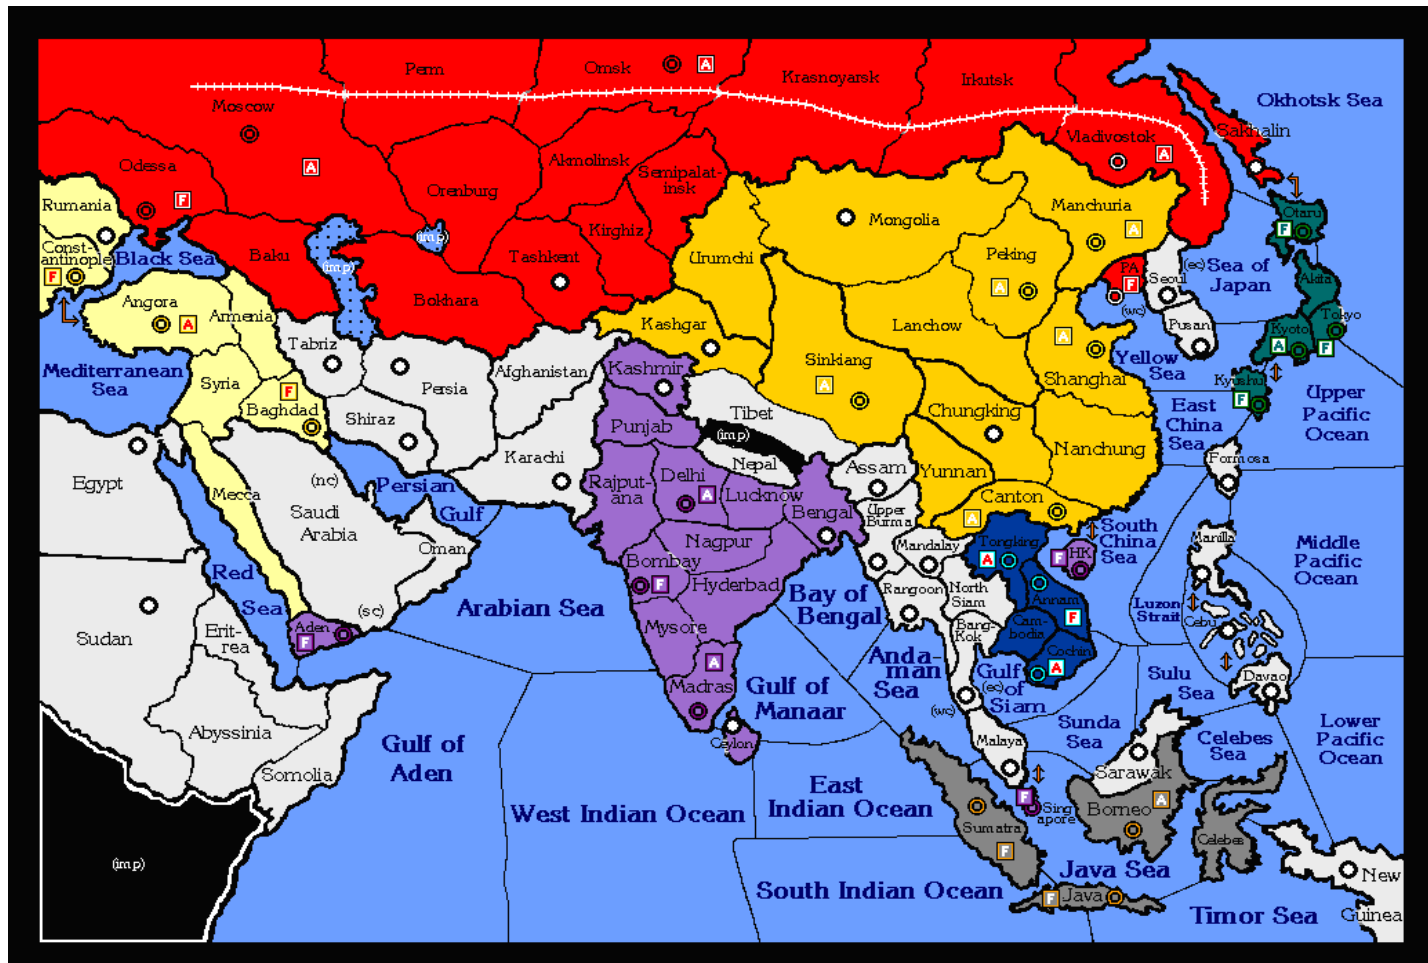 Perm
Omsk
A
Krasnoyarsk
Irkutsk
Okhotsk Sea
Moscow
Sakhalin
Vladivostok
A
Odessa
A
F
Akmolinsk
Semipalat-
insk
Orenburg
Rumania
Mongolia
Manchuria
A
Otaru
F
Const-
antinople
F
Black Sea
Baku
(imp)
(imp)
Kirghiz
Tashkent
Urumchi
Peking
A
PA
F
Seoul
(ec)
Sea of
Japan
Akita
Angora
A
Armenia
Bokhara
Kashgar
Lanchow
(wc)
Pusan
Tokyo
Kyoto
A
F
Tabriz
A
Mediterranean
Sea
Syria
F
Baghdad
Persia
Afghanistan
Kashmir
Sinkiang
A
Shanghai
Yellow
Sea
Kyushu
F
Upper
Pacific
Ocean
Shiraz
Punjab
Tibet
(imp)
Chungking
East
China
Sea
Karachi
Nepal
Assam
Yunnan
Nanchung
Formosa
Egypt
Mecca
(nc)
Saudi
Arabia
Persian
Gulf
Rajput-
ana
Delhi
A
Lucknow
Bengal
Upper
Burma
Canton
A
South
China
Sea
Manilla
Middle
Pacific
Ocean
Oman
Nagpur
Mandalay
Tongking
A
F
HK
Red
Sea
Bombay
F
Hyderbad
Rangoon
North
Siam
Annam
F
Luzon
Strait
Cebu
Sudan
Erit-
rea
Aden
F
(sc)
Arabian Sea
Mysore
Bay of
Bengal
Bang-
Kok
Cam-
bodia
Cochin
A
A
Madras
Anda-
man
Sea
Gulf
of
Siam
(ec)
(wc)
Sulu
Sea
Davao
Abyssinia
Gulf of
Manaar
Ceylon
Malaya
Sunda
Sea
Celebes
Sea
Lower
Pacific
Ocean
Gulf of
Aden
Somolia
Sarawak
West Indian Ocean
East
Indian Ocean
F
Sing
apore
Borneo
A
Sumatra
F
Celebes
(imp)
South Indian Ocean
Java Sea
F
Java
New
Guinea
Timor Sea